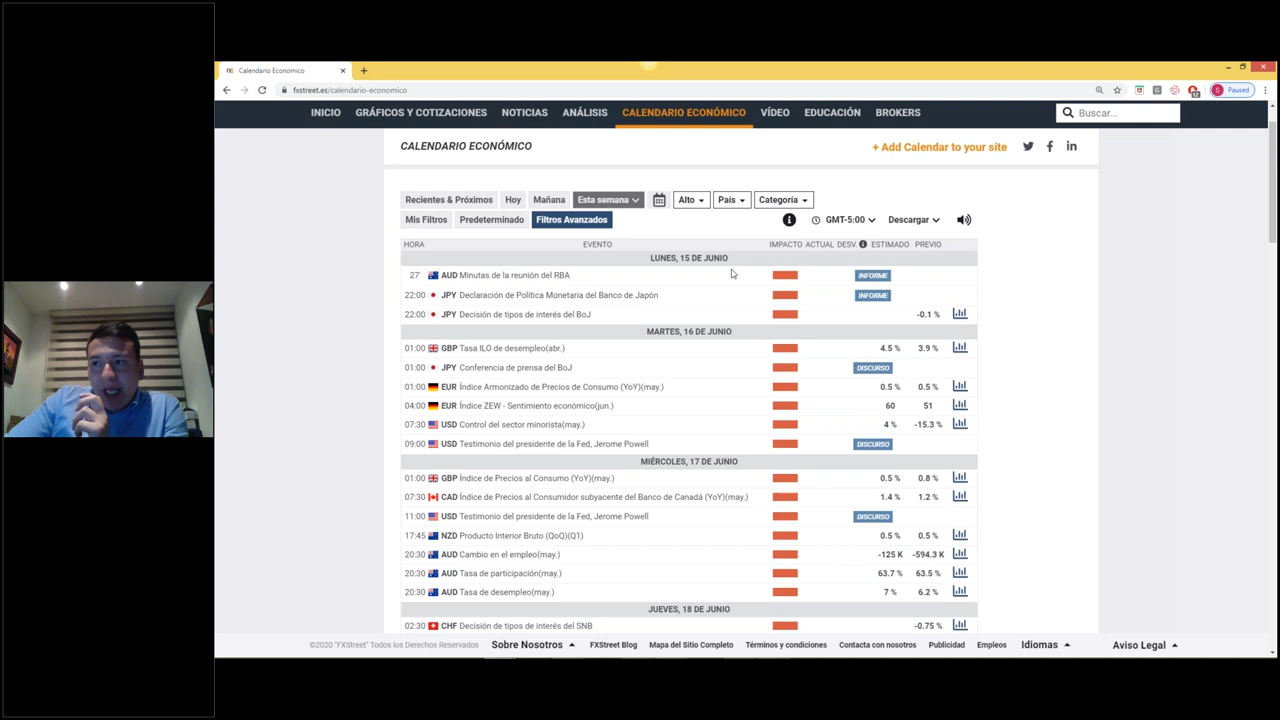 Calendario Economico
fxstreet.es/calendario-economico
Paused
INICIO GRÁFICOS Y COTIZACIONES NOTICIAS ANÁLISIS CALENDARIO ECONÓMICO VÍDEO EDUCACIÓN BROKERS Buscar...
CALENDARIO ECONÓMICO + Add Calendar to your site
Recientes & Próximos Hoy Mañana Esta semana Alto País Categoría
Mis Filtros Predeterminado Filtros Avanzados GMT-5:00 Descargar
HORA EVENTO IMPACTO ACTUAL DESV. ESTIMADO PREVIO
LUNES, 15 DE JUNIO
27' AUD Minutas de la reunión del RBA INFORME
22:00 JPY Declaración de Política Monetaria del Banco de Japón INFORME
22:00 JPY Decisión de tipos de interés del BoJ -0.1 %
MARTES, 16 DE JUNIO
01:00 GBP Tasa ILO de desempleo(abr.) 4.5 % 3.9 %
01:00 JPY Conferencia de prensa del BoJ DISCURSO
01:00 EUR Índice Armonizado de Precios de Consumo (YoY)(may.) 0.5 % 0.5 %
04:00 EUR Índice ZEW - Sentimiento económico(jun.) 60 51
07:30 USD Control del sector minorista(may.) 4 % -15.3 %
09:00 USD Testimonio del presidente de la Fed, Jerome Powell DISCURSO
MIÉRCOLES, 17 DE JUNIO
01:00 GBP Índice de Precios al Consumo (YoY)(may.) 0.5 % 0.8 %
07:30 CAD Índice de Precios al Consumidor subyacente del Banco de Canadá (YoY)(may.) 1.4 % 1.2 %
11:00 USD Testimonio del presidente de la Fed, Jerome Powell DISCURSO
17:45 NZD Producto Interior Bruto (QoQ)(Q1) 0.5 % 0.5 %
20:30 AUD Cambio en el empleo(may.) -125 K -594.3 K
20:30 AUD Tasa de participación(may.) 63.7 % 63.5 %
20:30 AUD Tasa de desempleo(may.) 7 % 6.2 %
JUEVES, 18 DE JUNIO
02:30 CHF Decisión de tipos de interés del SNB -0.75 %
©2020 "FXStreet" Todos los Derechos Reservados Sobre Nosotros FXStreet Blog Mapa del Sitio Completo Términos y condiciones Contacta con nosotros Publicidad Empleos Idiomas Aviso Legal